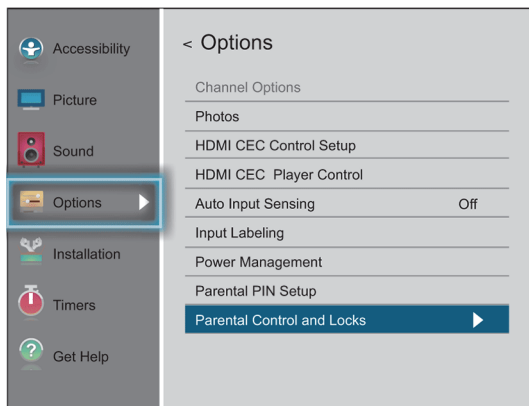 Accessibility
Picture
Sound
Options
Installation
Timers
Get Help
< Options
Channel Options
Photos
HDMI CEC Control Setup
HDMI CEC Player Control
Auto Input Sensing Off
Input Labeling
Power Management
Parental PIN Setup
Parental Control and Locks